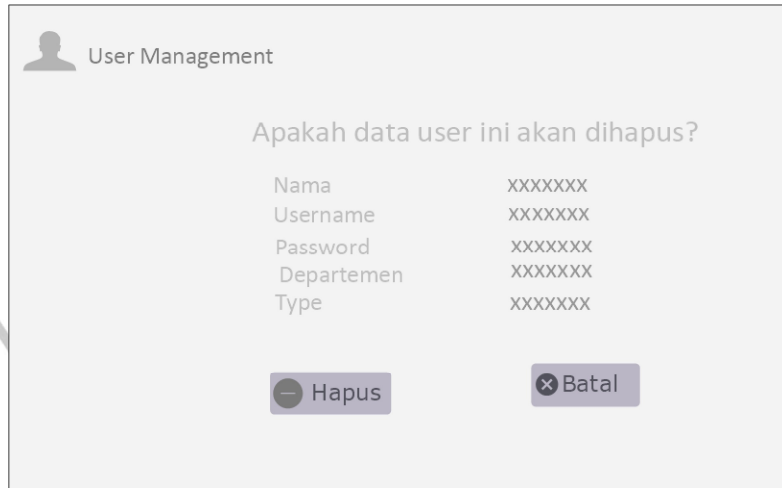 User Management
Apakah data user ini akan dihapus?
Nama xxxxxxx
Username xxxxxxx
Password xxxxxxx
Departemen xxxxxxx
Type xxxxxxx
Hapus Batal